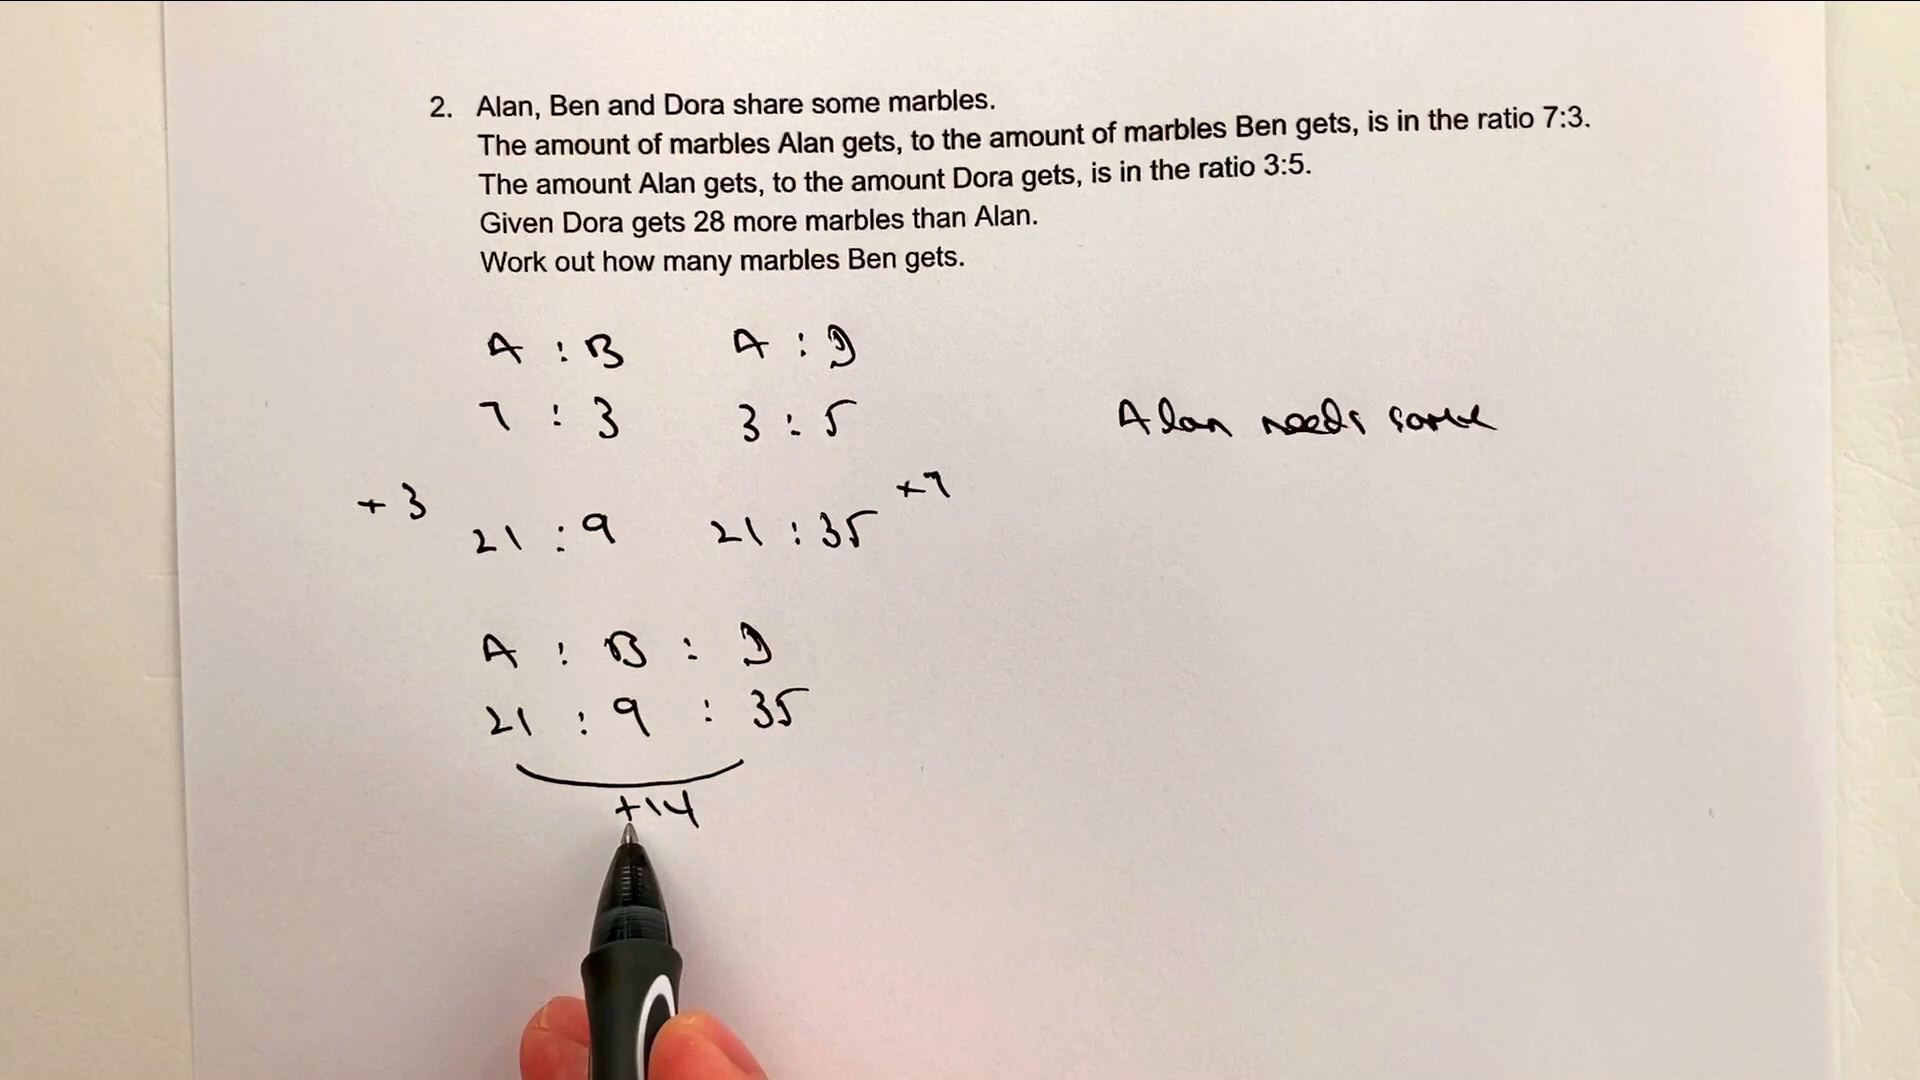 2. Alan, Ben and Dora share some marbles.
The amount of marbles Alan gets, to the amount of marbles Ben gets, is in the ratio 7:3.
The amount Alan gets, to the amount Dora gets, is in the ratio 3:5.
Given Dora gets 28 more marbles than Alan.
Work out how many marbles Ben gets.
A : B A : D
7 : 3 3 : 5
Alan needs same
×3 ×7
21 : 9 21 : 35
A : B : D
21 : 9 : 35
+14